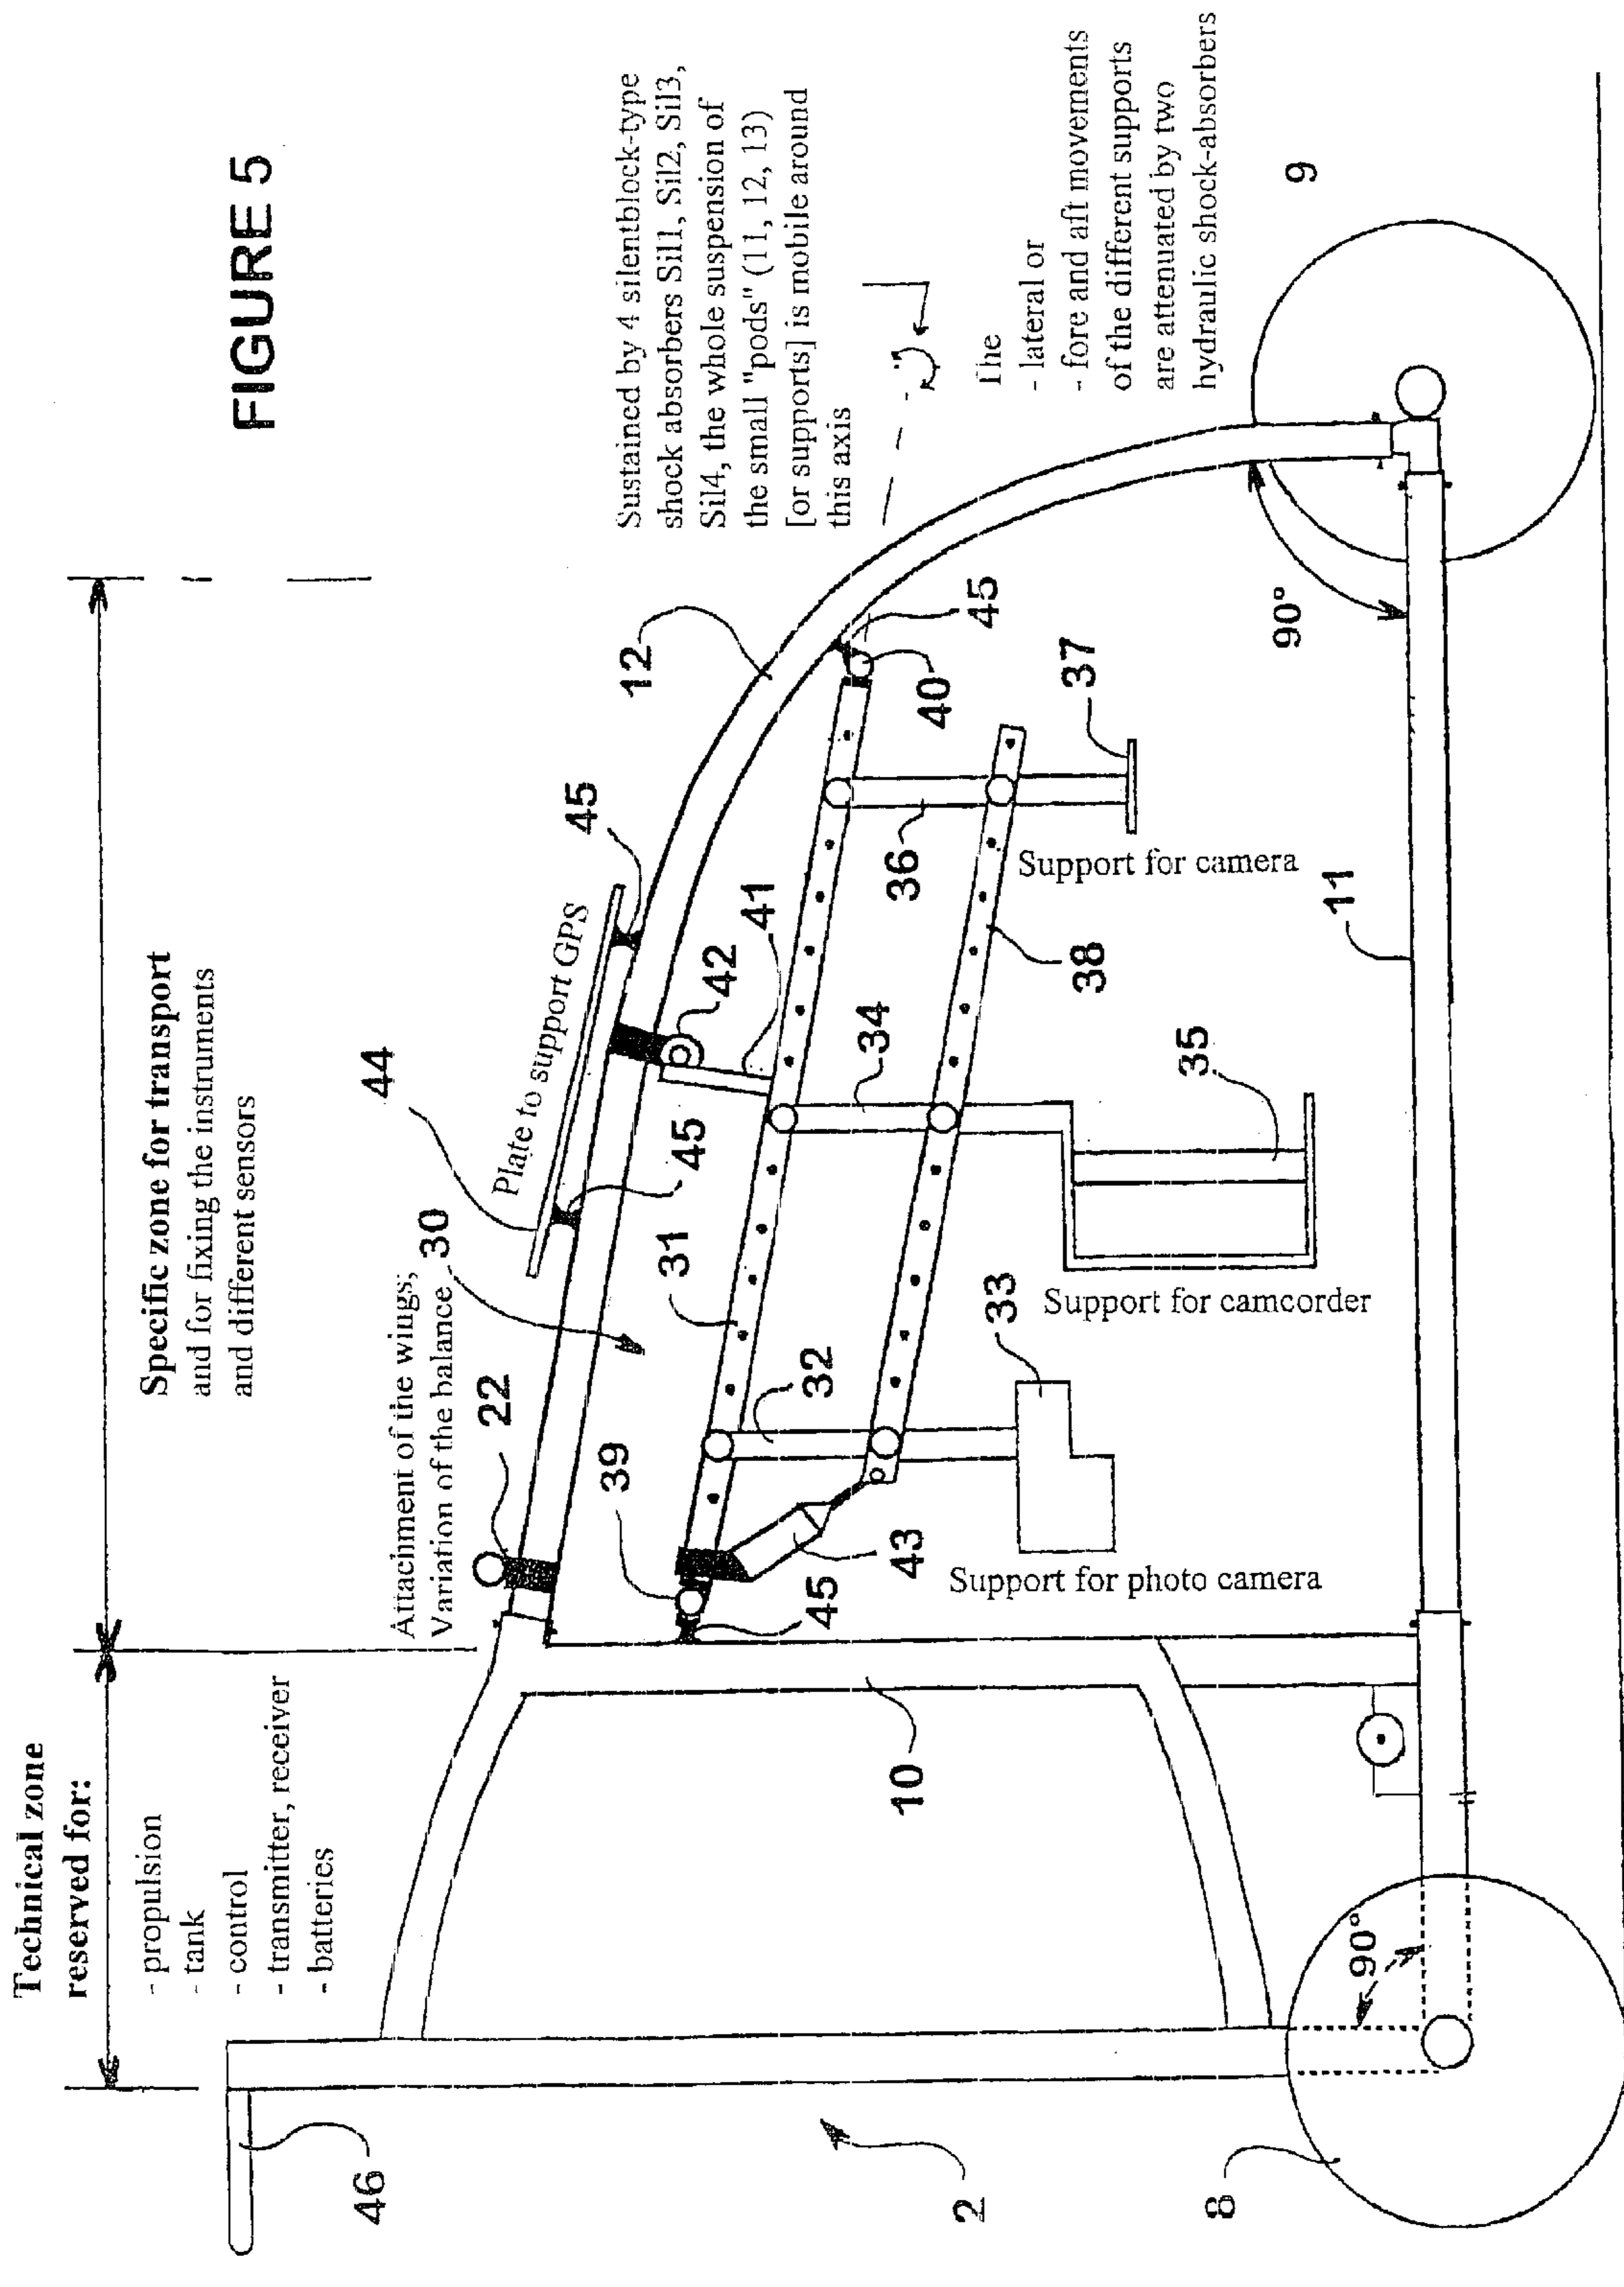 FIGURE 5
Technical zone
reserved for:
- propulsion
- tank
- control
- transmitter, receiver
- batteries
Specific zone for transport
and for fixing the instruments
and different sensors
Sustained by 4 silentblock-type
shock absorbers Sil1, Sil2, Sil3,
Sil4, the whole suspension of
the small "pods" (11, 12, 13)
[or supports] is mobile around
this axis
The
- lateral or
- fore and aft movements
of the different supports
are attenuated by two
hydraulic shock-absorbers
Attachment of the wings;
Variation of the balance
Plate to support GPS
46
22
30
44
45
12
39
31
45
42
41
45
40
32
34
36
37
43
45
33
38
35
Support for photo camera
Support for camcorder
Support for camera
10
11
2
8
9
90°
90°